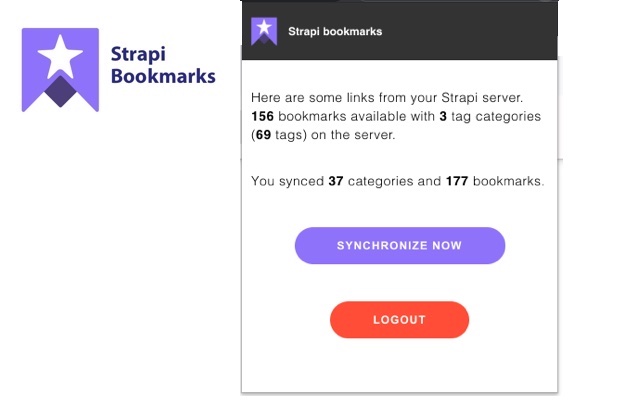 Strapi
Bookmarks
Strapi bookmarks
Here are some links from your Strapi server.
156 bookmarks available with 3 tag categories
(69 tags) on the server.
You synced 37 categories and 177 bookmarks.
SYNCHRONIZE NOW
LOGOUT